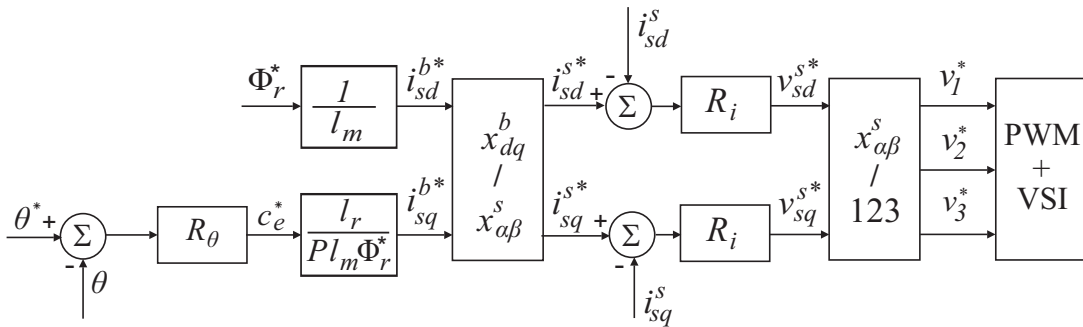 i_{sd}^{s}
Φ_r^* 1/l_m i_{sd}^{b*} i_{sd}^{s*} + - Σ R_i v_{sd}^{s*} v_1^*
x_{dq}^{b} / x_{αβ}^{s}
x_{αβ}^{s} / 123
v_2^*
PWM + VSI
θ^* + Σ R_θ c_e^* l_r/(P l_m Φ_r^*) i_{sq}^{b*} i_{sq}^{s*} + Σ R_i v_{sq}^{s*} v_3^*
- θ
- i_{sq}^{s}